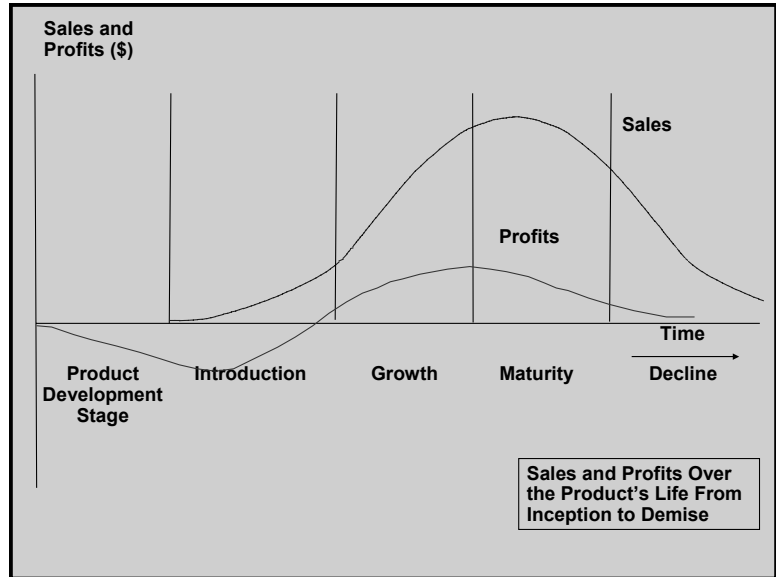 Sales and
Profits ($)
Sales
Profits
Time
Product
Development
Stage
Introduction
Growth
Maturity
Decline
Sales and Profits Over
the Product’s Life From
Inception to Demise